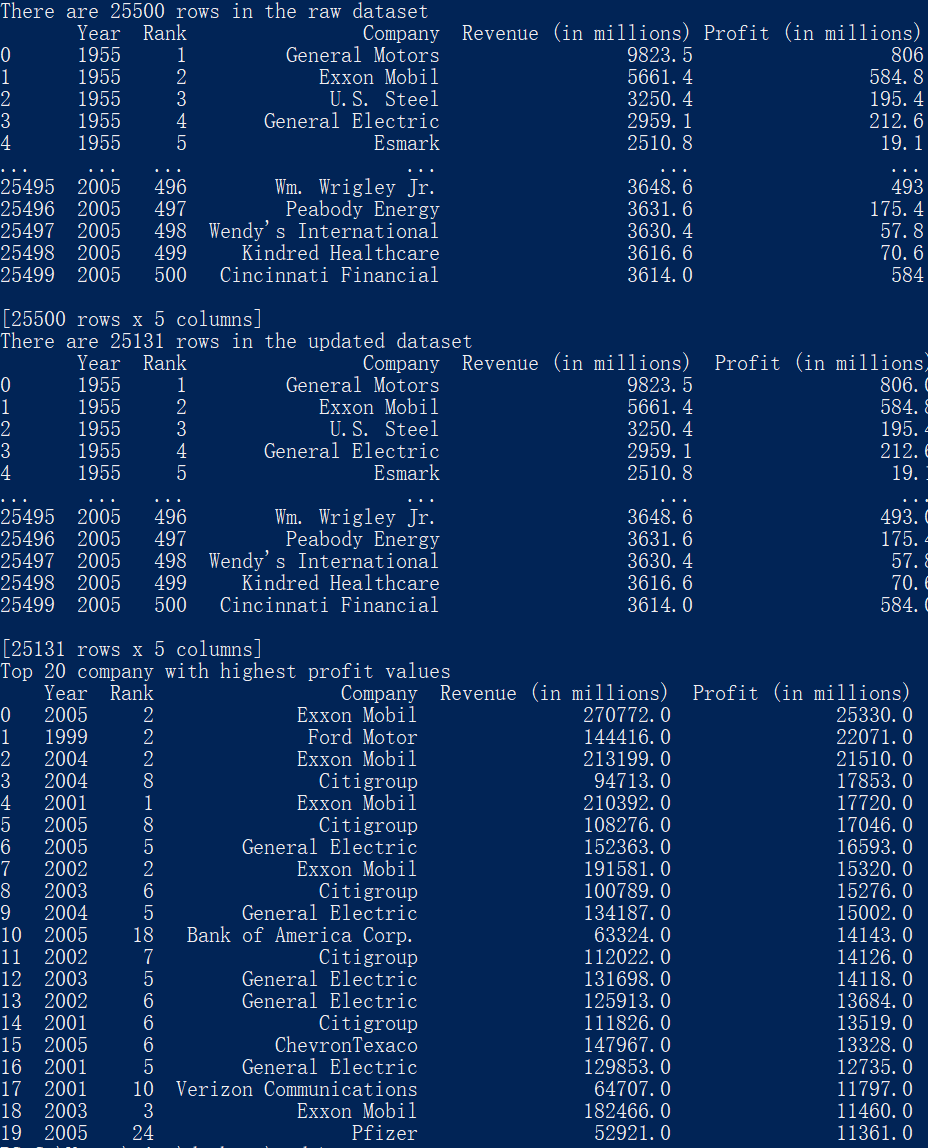 There are 25500 rows in the raw dataset
Year Rank Company Revenue (in millions) Profit (in millions)
0 1955 1 General Motors 9823.5 806
1 1955 2 Exxon Mobil 5661.4 584.8
2 1955 3 U.S. Steel 3250.4 195.4
3 1955 4 General Electric 2959.1 212.6
4 1955 5 Esmark 2510.8 19.1
... ... ... ... ... ...
25495 2005 496 Wm. Wrigley Jr. 3648.6 493
25496 2005 497 Peabody Energy 3631.6 175.4
25497 2005 498 Wendy's International 3630.4 57.8
25498 2005 499 Kindred Healthcare 3616.6 70.6
25499 2005 500 Cincinnati Financial 3614.0 584
[25500 rows x 5 columns]
There are 25131 rows in the updated dataset
Year Rank Company Revenue (in millions) Profit (in millions)
0 1955 1 General Motors 9823.5 806.0
1 1955 2 Exxon Mobil 5661.4 584.8
2 1955 3 U.S. Steel 3250.4 195.4
3 1955 4 General Electric 2959.1 212.6
4 1955 5 Esmark 2510.8 19.1
... ... ... ... ... ...
25495 2005 496 Wm. Wrigley Jr. 3648.6 493.0
25496 2005 497 Peabody Energy 3631.6 175.4
25497 2005 498 Wendy's International 3630.4 57.8
25498 2005 499 Kindred Healthcare 3616.6 70.6
25499 2005 500 Cincinnati Financial 3614.0 584.0
[25131 rows x 5 columns]
Top 20 company with highest profit values
Year Rank Company Revenue (in millions) Profit (in millions)
0 2005 2 Exxon Mobil 270772.0 25330.0
1 1999 2 Ford Motor 144416.0 22071.0
2 2004 2 Exxon Mobil 213199.0 21510.0
3 2004 8 Citigroup 94713.0 17853.0
4 2001 1 Exxon Mobil 210392.0 17720.0
5 2005 8 Citigroup 108276.0 17046.0
6 2005 5 General Electric 152363.0 16593.0
7 2002 2 Exxon Mobil 191581.0 15320.0
8 2003 6 Citigroup 100789.0 15276.0
9 2004 5 General Electric 134187.0 15002.0
10 2005 18 Bank of America Corp. 63324.0 14143.0
11 2002 7 Citigroup 112022.0 14126.0
12 2003 5 General Electric 131698.0 14118.0
13 2002 6 General Electric 125913.0 13684.0
14 2001 6 Citigroup 111826.0 13519.0
15 2005 6 ChevronTexaco 147967.0 13328.0
16 2001 5 General Electric 129853.0 12735.0
17 2001 10 Verizon Communications 64707.0 11797.0
18 2003 3 Exxon Mobil 182466.0 11460.0
19 2005 24 Pfizer 52921.0 11361.0